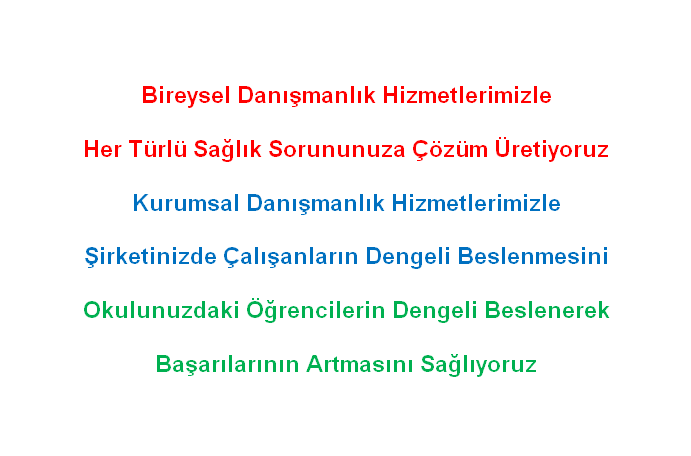 Bireysel Danışmanlık Hizmetlerimizle
Her Türlü Sağlık Sorununuza Çözüm Üretiyoruz
Kurumsal Danışmanlık Hizmetlerimizle
Şirketinizde Çalışanların Dengeli Beslenmesini
Okulunuzdaki Öğrencilerin Dengeli Beslenerek
Başarılarının Artmasını Sağlıyoruz